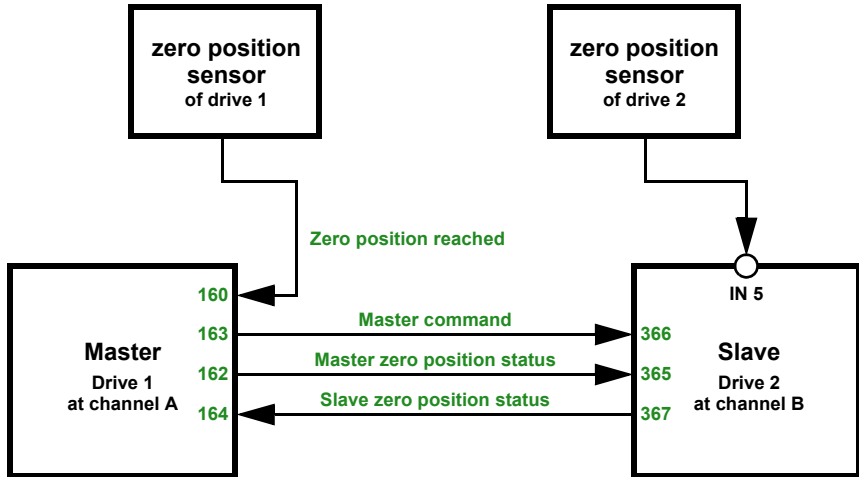 zero position
sensor
of drive 1
zero position
sensor
of drive 2
Zero position reached
160
IN 5
163
Master command
366
Master
Slave
162
Master zero position status
365
Drive 1
at channel A
Drive 2
at channel B
164
Slave zero position status
367